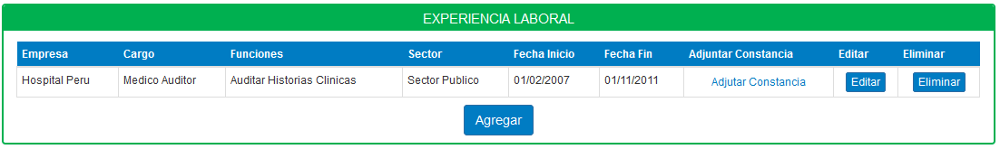 EXPERIENCIA LABORAL
Empresa Cargo Funciones Sector Fecha Inicio Fecha Fin Adjuntar Constancia Editar Eliminar
Hospital Peru Medico Auditor Auditar Historias Clinicas Sector Publico 01/02/2007 01/11/2011 Adjutar Constancia Editar Eliminar
Agregar